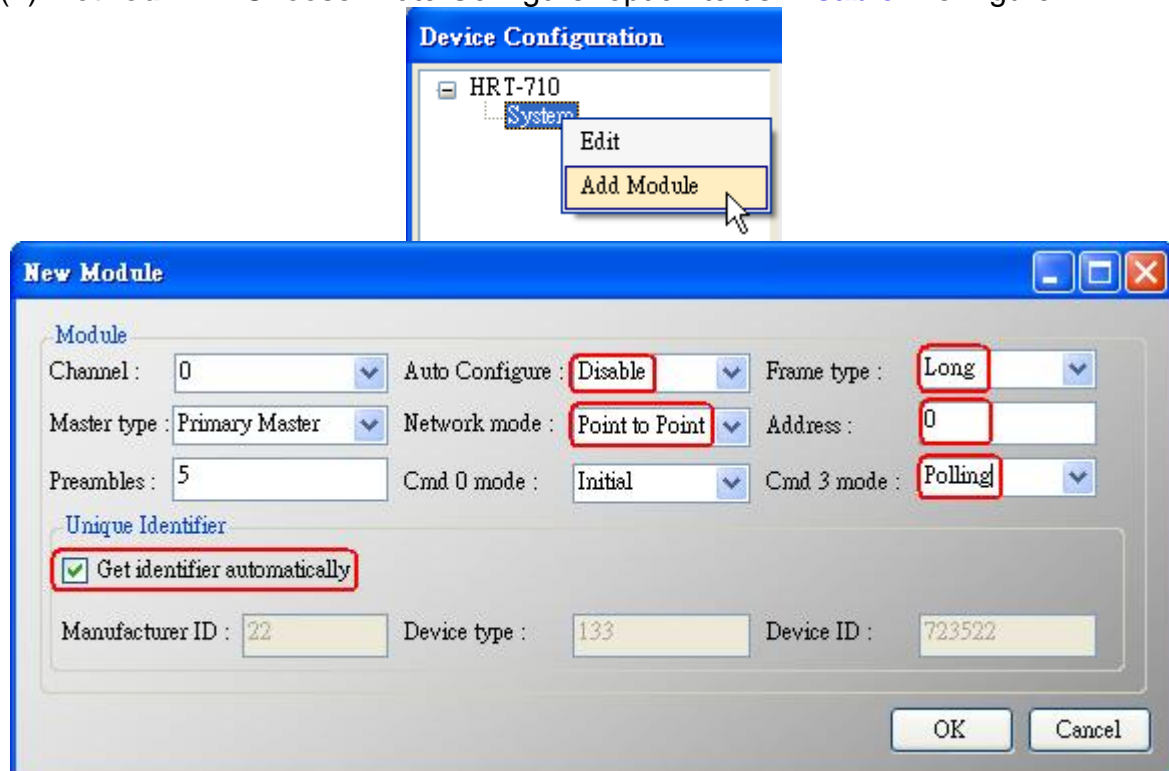 Device Configuration
HRT-710
System
Edit
Add Module
New Module
Module
Channel : 0 Auto Configure : Disable Frame type : Long
Master type : Primary Master Network mode : Point to Point Address : 0
Preambles : 5 Cmd 0 mode : Initial Cmd 3 mode : Polling
Unique Identifier
Get identifier automatically
Manufacturer ID : 22 Device type : 133 Device ID : 723522
OK Cancel